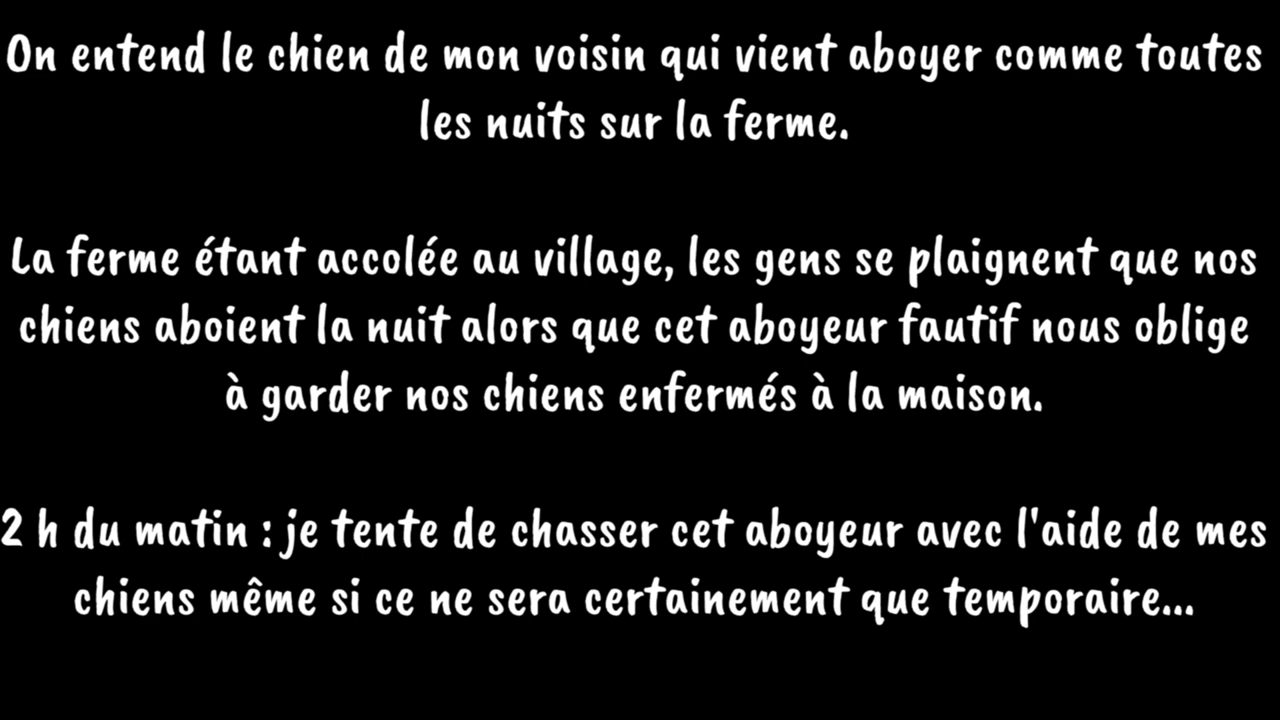 On entend le chien de mon voisin qui vient aboyer comme toutes
les nuits sur la ferme.
La ferme étant accolée au village, les gens se plaignent que nos
chiens aboient la nuit alors que cet aboyeur fautif nous oblige
à garder nos chiens enfermés à la maison.
2 h du matin : je tente de chasser cet aboyeur avec l'aide de mes
chiens même si ce ne sera certainement que temporaire...